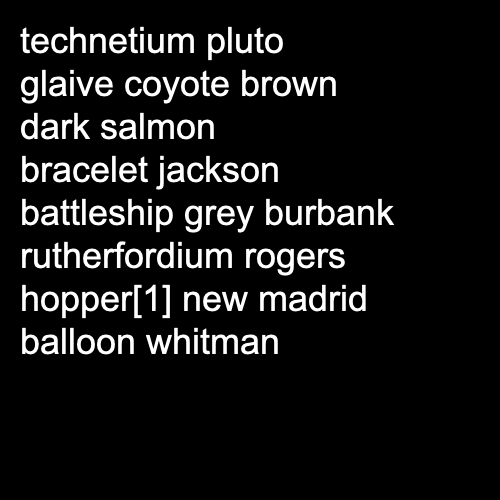 technetium pluto
glaive coyote brown
dark salmon
bracelet jackson
battleship grey burbank
rutherfordium rogers
hopper[1] new madrid
balloon whitman